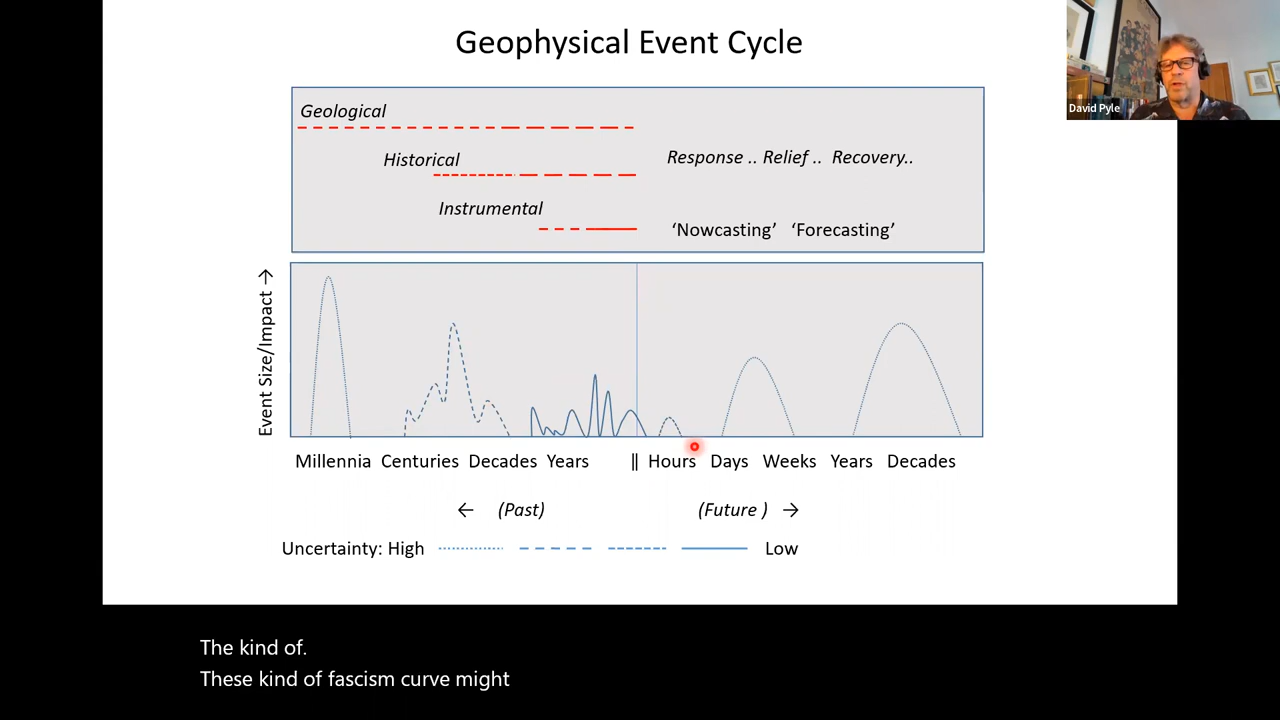 Geophysical Event Cycle
David Pyle
Geological
Historical
Response .. Relief .. Recovery..
Instrumental
‘Nowcasting’ ‘Forecasting’
Event Size/Impact →
Millennia Centuries Decades Years || Hours Days Weeks Years Decades
← (Past) (Future ) →
Uncertainty: High Low
The kind of.
These kind of fascism curve might